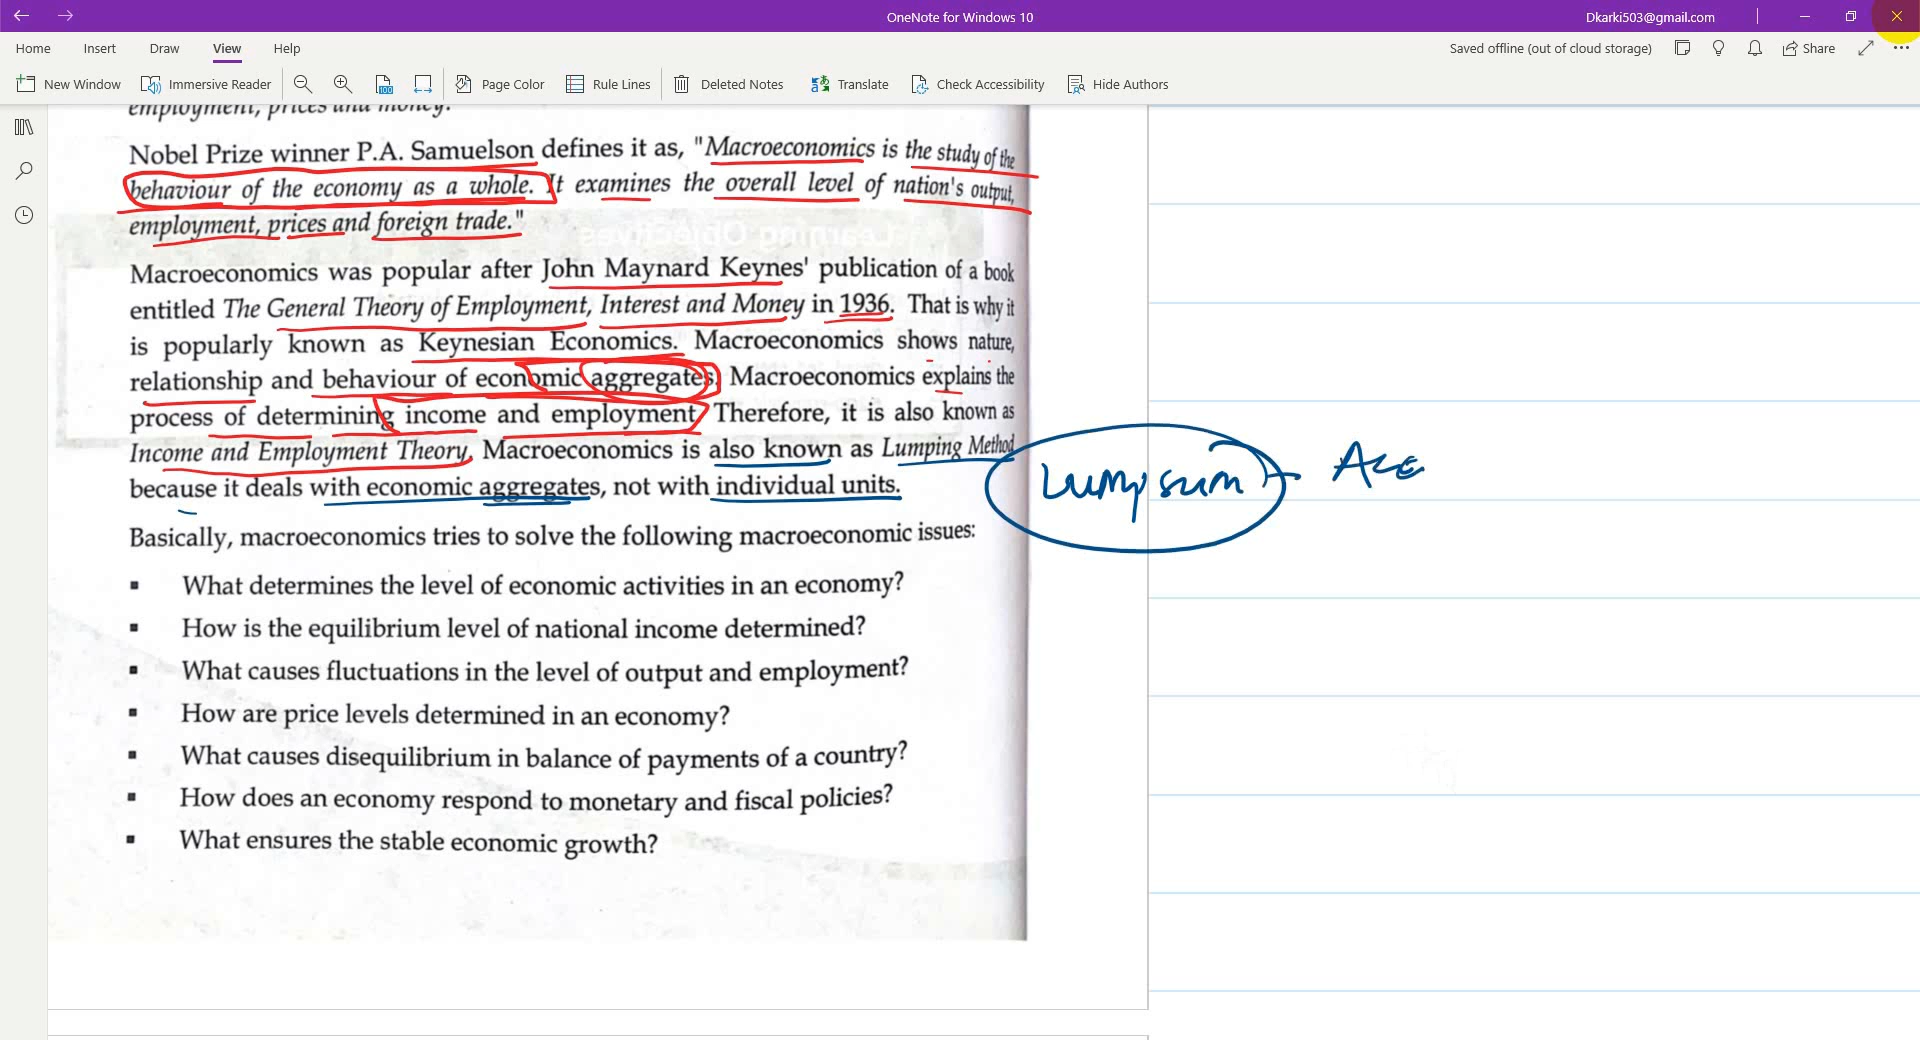 OneNote for Windows 10
Dkarki503@gmail.com
Home Insert Draw View Help
Saved offline (out of cloud storage) Share
New Window Immersive Reader Page Color Rule Lines Deleted Notes Translate Check Accessibility Hide Authors
employment, prices and money.
Nobel Prize winner P.A. Samuelson defines it as, "Macroeconomics is the study of the
behaviour of the economy as a whole. It examines the overall level of nation's output,
employment, prices and foreign trade."
Learning Objectives
Macroeconomics was popular after John Maynard Keynes' publication of a book
entitled The General Theory of Employment, Interest and Money in 1936. That is why it
is popularly known as Keynesian Economics. Macroeconomics shows nature,
relationship and behaviour of economic aggregates. Macroeconomics explains the
process of determining income and employment. Therefore, it is also known as
Income and Employment Theory. Macroeconomics is also known as Lumping Method
because it deals with economic aggregates, not with individual units.
Lumpsum
Basically, macroeconomics tries to solve the following macroeconomic issues:
▪ What determines the level of economic activities in an economy?
▪ How is the equilibrium level of national income determined?
▪ What causes fluctuations in the level of output and employment?
▪ How are price levels determined in an economy?
▪ What causes disequilibrium in balance of payments of a country?
▪ How does an economy respond to monetary and fiscal policies?
▪ What ensures the stable economic growth?